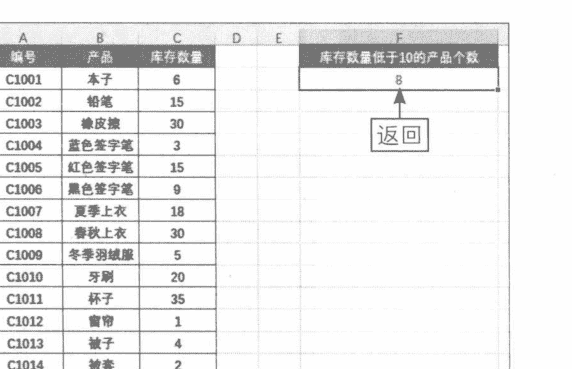 A B C D E F
编号 产品 库存数量 库存数量低于10的产品个数
C1001 本子 6 8
C1002 铅笔 15
C1003 橡皮擦 30 返回
C1004 蓝色签字笔 3
C1005 红色签字笔 15
C1006 黑色签字笔 9
C1007 夏季上衣 18
C1008 春秋上衣 30
C1009 冬季羽绒服 5
C1010 牙刷 20
C1011 杯子 35
C1012 窗帘 1
C1013 被子 4
C1014 被套 2